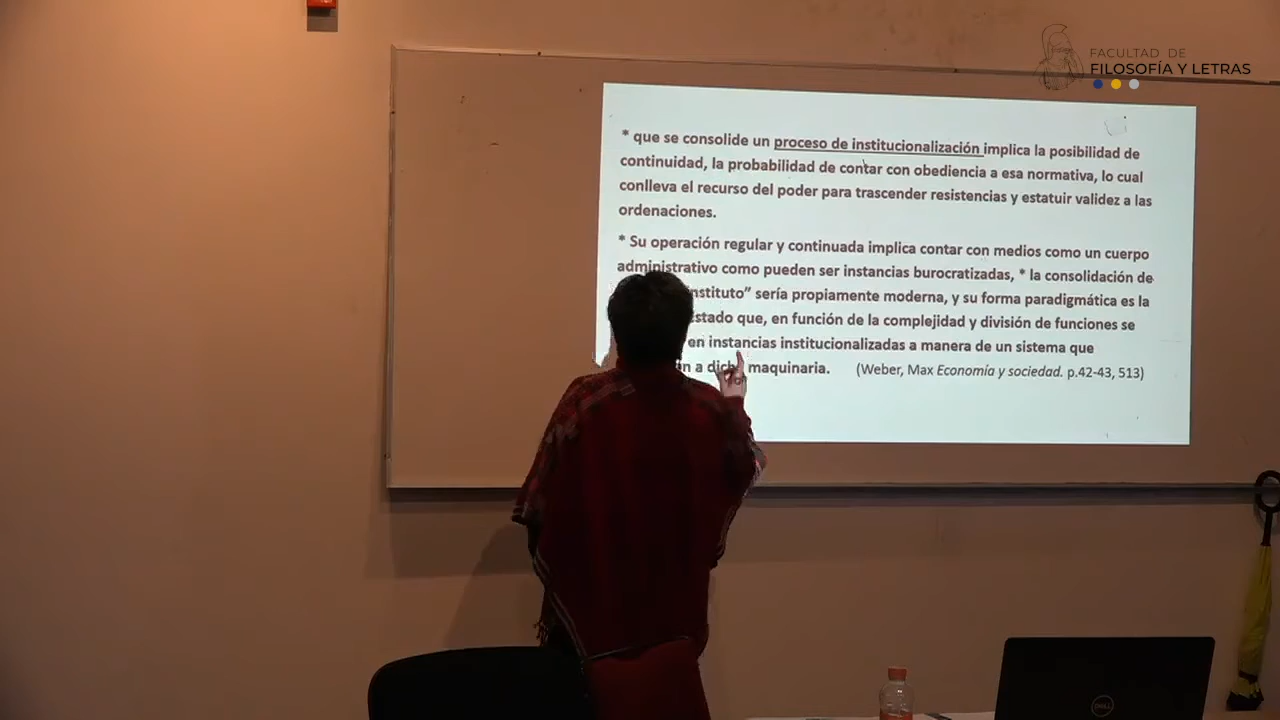 FACULTAD DE
FILOSOFÍA Y LETRAS
* que se consolide un proceso de institucionalización implica la posibilidad de
continuidad, la probabilidad de contar con obediencia a esa normativa, lo cual
conlleva el recurso del poder para trascender resistencias y estatuir validez a las
ordenaciones.
* Su operación regular y continuada implica contar con medios como un cuerpo
administrativo como pueden ser instancias burocratizadas, * la consolidación de
nstituto” sería propiamente moderna, y su forma paradigmática es la
stado que, en función de la complejidad y división de funciones se
en instancias institucionalizadas a manera de un sistema que
n a dich maquinaria. (Weber, Max Economía y sociedad. p.42-43, 513)
DELL